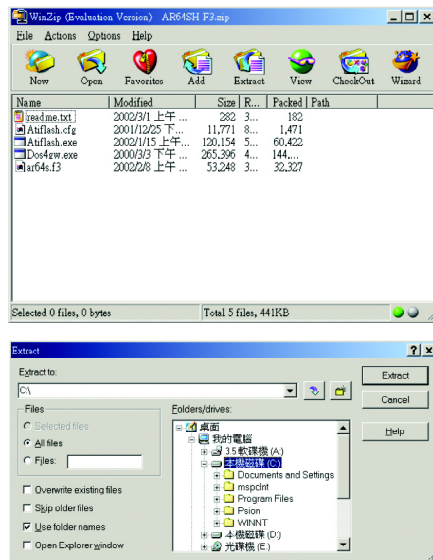 WinZip (Evaluation Version) AR64SH F3.zip
File Actions Options Help
New Open Favorites Add Extract View CheckOut Wizard
Name Modified Size R... Packed Path
readme.txt 2002/3/1 上午 ... 282 3... 182
Atiflash.cfg 2001/12/25 下... 11,771 8... 1,471
Atiflash.exe 2002/1/15 上午 ... 120,154 5... 60,422
Dos4gw.exe 2000/3/3 下午 ... 265,396 4... 144,...
ar64s.f3 2002/2/8 上午 ... 53,248 3... 32,327
Selected 0 files, 0 bytes Total 5 files, 441KB
Extract
Extract to:
C:\
Extract
Cancel
Help
Files
Selected files
All files
Files:
Overwrite existing files
Skip older files
Use folder names
Open Explorer window
Folders/drives:
桌面
我的電腦
3.5 軟碟機 (A:)
本機磁碟 (C:)
Documents and Settings
mspclnt
Program Files
Psion
WINNT
本機磁碟 (D:)
光碟機 (E:)